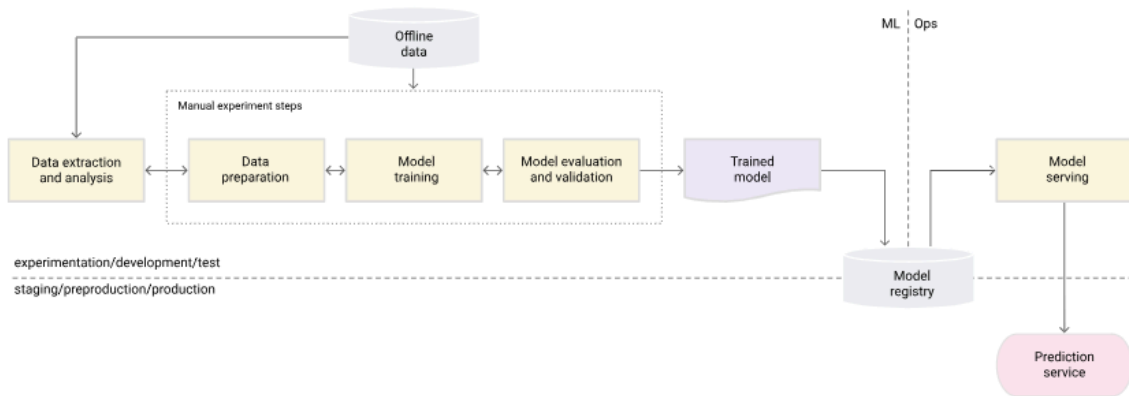 Offline
data
ML
Ops
Manual experiment steps
Data extraction
and analysis
Data
preparation
Model
training
Model evaluation
and validation
Trained
model
Model
serving
experimentation/development/test
staging/preproduction/production
Model
registry
Prediction
service